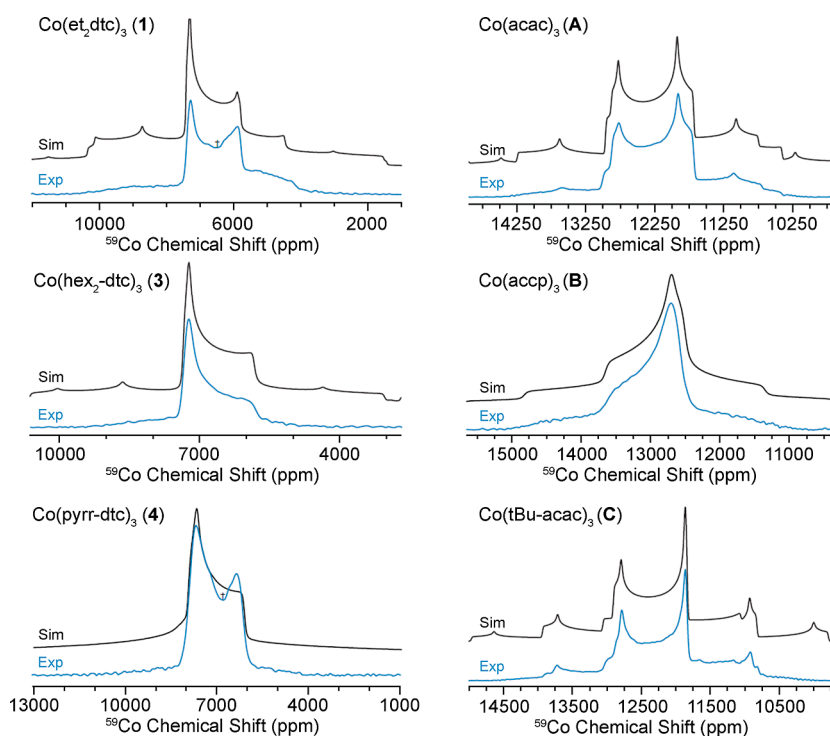 Co(et₂dtc)₃ (1)
Sim
Exp
†
10000 6000 2000
⁵⁹Co Chemical Shift (ppm)
Co(acac)₃ (A)
Sim
Exp
14250 13250 12250 11250 10250
⁵⁹Co Chemical Shift (ppm)
Co(hex₂-dtc)₃ (3)
Sim
Exp
10000 7000 4000
⁵⁹Co Chemical Shift (ppm)
Co(accp)₃ (B)
Sim
Exp
15000 14000 13000 12000 11000
⁵⁹Co Chemical Shift (ppm)
Co(pyrr-dtc)₃ (4)
†
Sim
Exp
13000 10000 7000 4000 1000
⁵⁹Co Chemical Shift (ppm)
Co(tBu-acac)₃ (C)
Sim
Exp
14500 13500 12500 11500 10500
⁵⁹Co Chemical Shift (ppm)